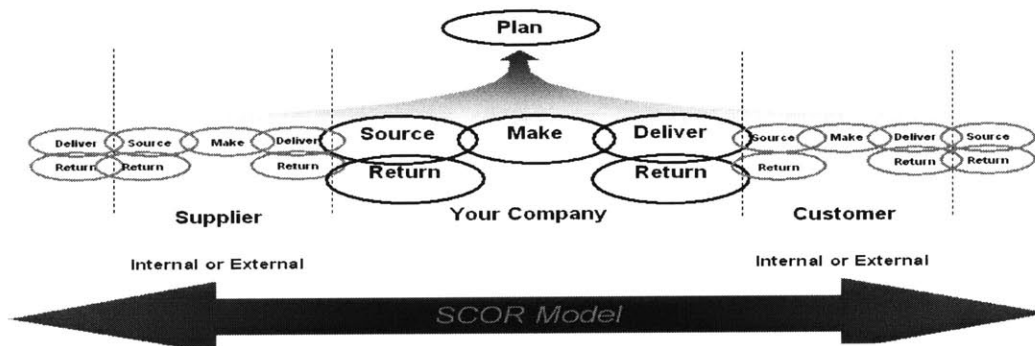 Plan
Deliver Source Make Deliver Source Make Deliver Source Make Deliver Source
Return Return Return Return Return Return Return Return
Supplier Your Company Customer
Internal or External Internal or External
SCOR Model